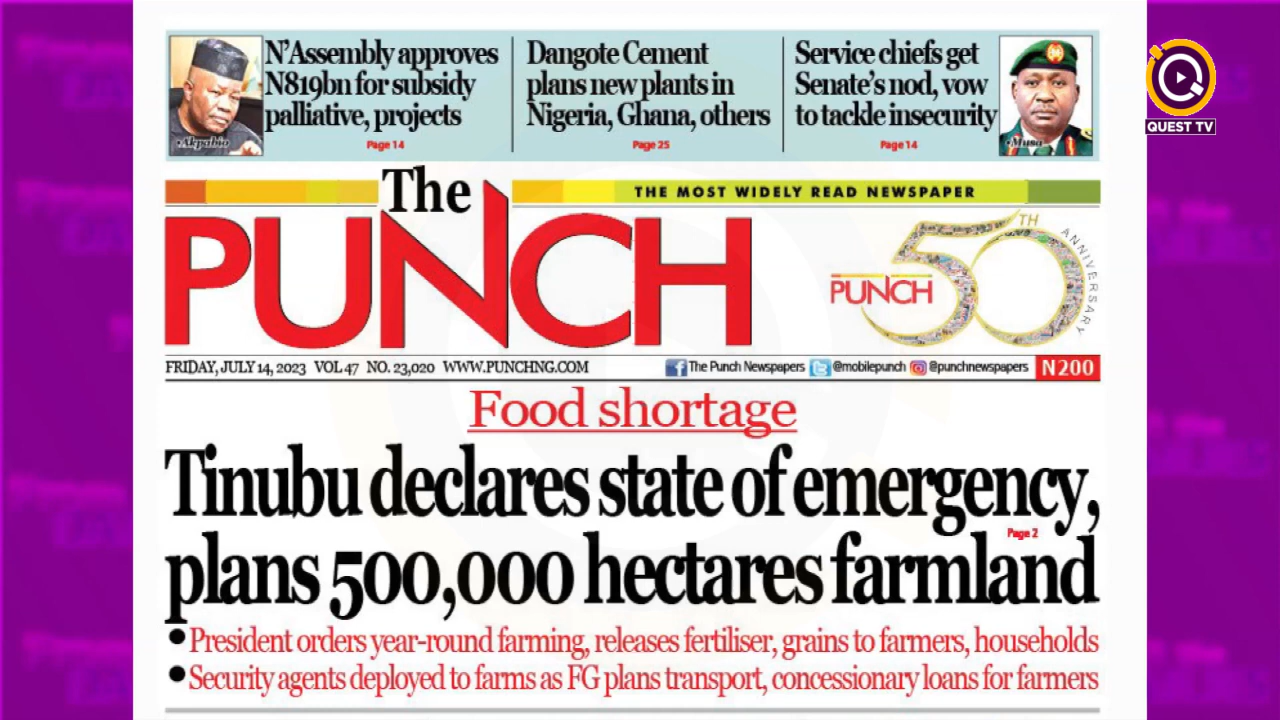 N'Assembly approves
N819bn for subsidy
palliative, projects
Page 14
•Akpabio
Dangote Cement
plans new plants in
Nigeria, Ghana, others
Page 25
Service chiefs get
Senate's nod, vow
to tackle insecurity
Page 14
•Musa
QUEST TV
The
PUNCH
THE MOST WIDELY READ NEWSPAPER
PUNCH
50TH ANNIVERSARY
FRIDAY, JULY 14, 2023 VOL 47 NO. 23,020 WWW.PUNCHNG.COM
The Punch Newspapers @mobilepunch @punchnewspapers N200
Food shortage
Tinubu declares state of emergency,
Page 2
plans 500,000 hectares farmland
•President orders year-round farming, releases fertiliser, grains to farmers, households
•Security agents deployed to farms as FG plans transport, concessionary loans for farmers